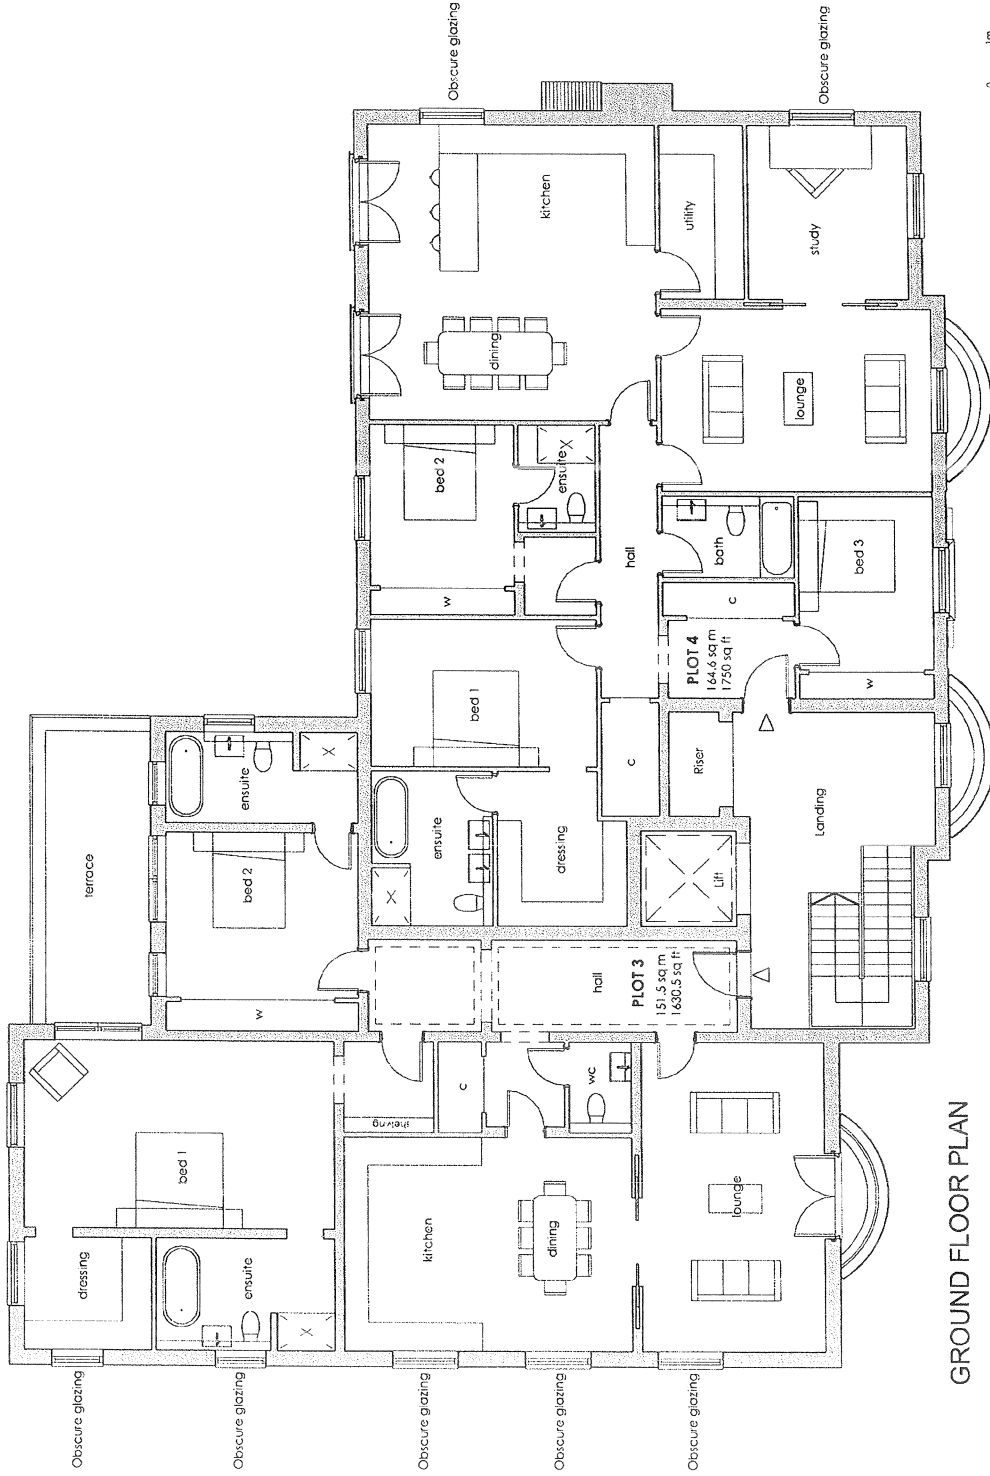 Obscure glazing
Obscure glazing
Obscure glazing
Obscure glazing
Obscure glazing
dressing
ensuite
bed 1
kitchen
dining
lounge
shelving
c
wc
terrace
w
bed 2
ensuite
hall
PLOT 3
151.5 sq m
1630.5 sq ft
ensuite
dressing
bed 1
Lift
Riser
Landing
c
w
bed 2
ensuite
hall
PLOT 4
164.6 sq m
1750 sq ft
c
bath
bed 3
w
dining
kitchen
utility
lounge
study
Obscure glazing
Obscure glazing
GROUND FLOOR PLAN
1m